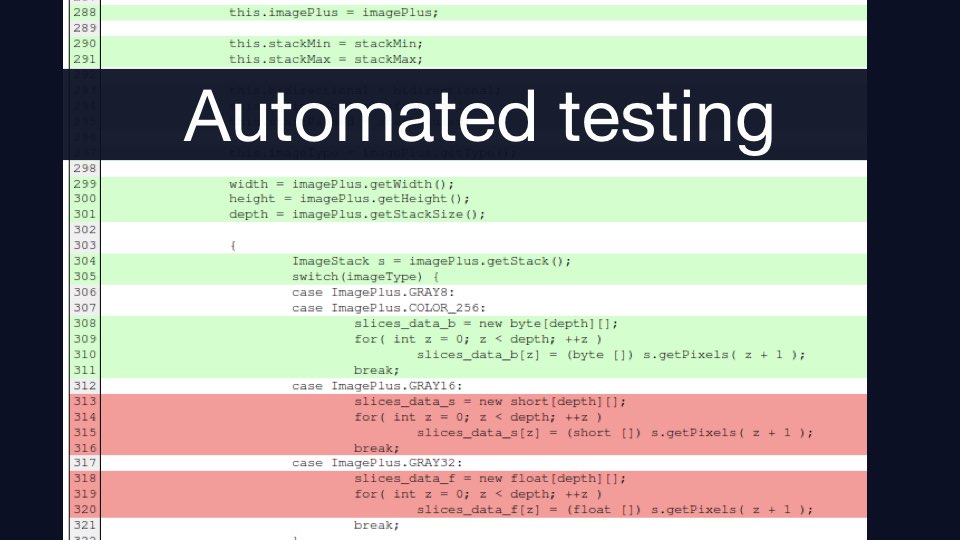 288 this.imagePlus = imagePlus;
289
290 this.stackMin = stackMin;
291 this.stackMax = stackMax;
Automated testing
298
299 width = imagePlus.getWidth();
300 height = imagePlus.getHeight();
301 depth = imagePlus.getStackSize();
302
303 {
304 ImageStack s = imagePlus.getStack();
305 switch(imageType) {
306 case ImagePlus.GRAY8:
307 case ImagePlus.COLOR_256:
308 slices_data_b = new byte[depth][];
309 for( int z = 0; z < depth; ++z )
310 slices_data_b[z] = (byte []) s.getPixels( z + 1 );
311 break;
312 case ImagePlus.GRAY16:
313 slices_data_s = new short[depth][];
314 for( int z = 0; z < depth; ++z )
315 slices_data_s[z] = (short []) s.getPixels( z + 1 );
316 break;
317 case ImagePlus.GRAY32:
318 slices_data_f = new float[depth][];
319 for( int z = 0; z < depth; ++z )
320 slices_data_f[z] = (float []) s.getPixels( z + 1 );
321 break;